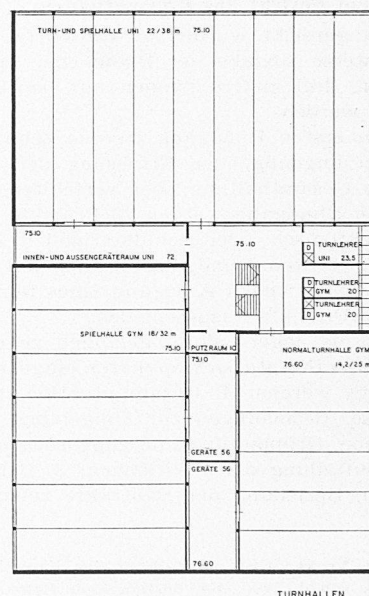 TURN-UND SPIELHALLE UNI 22/38 m 75.10
75.10
INNEN-UND AUSSENGERÄTERAUM UNI 72
75.10
D TURNLEHRER
UNI 23,5
D TURNLEHRER
GYM 20
TURNLEHRER
D GYM 20
SPIELHALLE GYM 18/32 m
75.10
PUTZRAUM 10
75.10
NORMALTURNHALLE GYM
76.60 14,2/25 m
GERÄTE 56
GERÄTE 56
76.60
TURNHALLEN